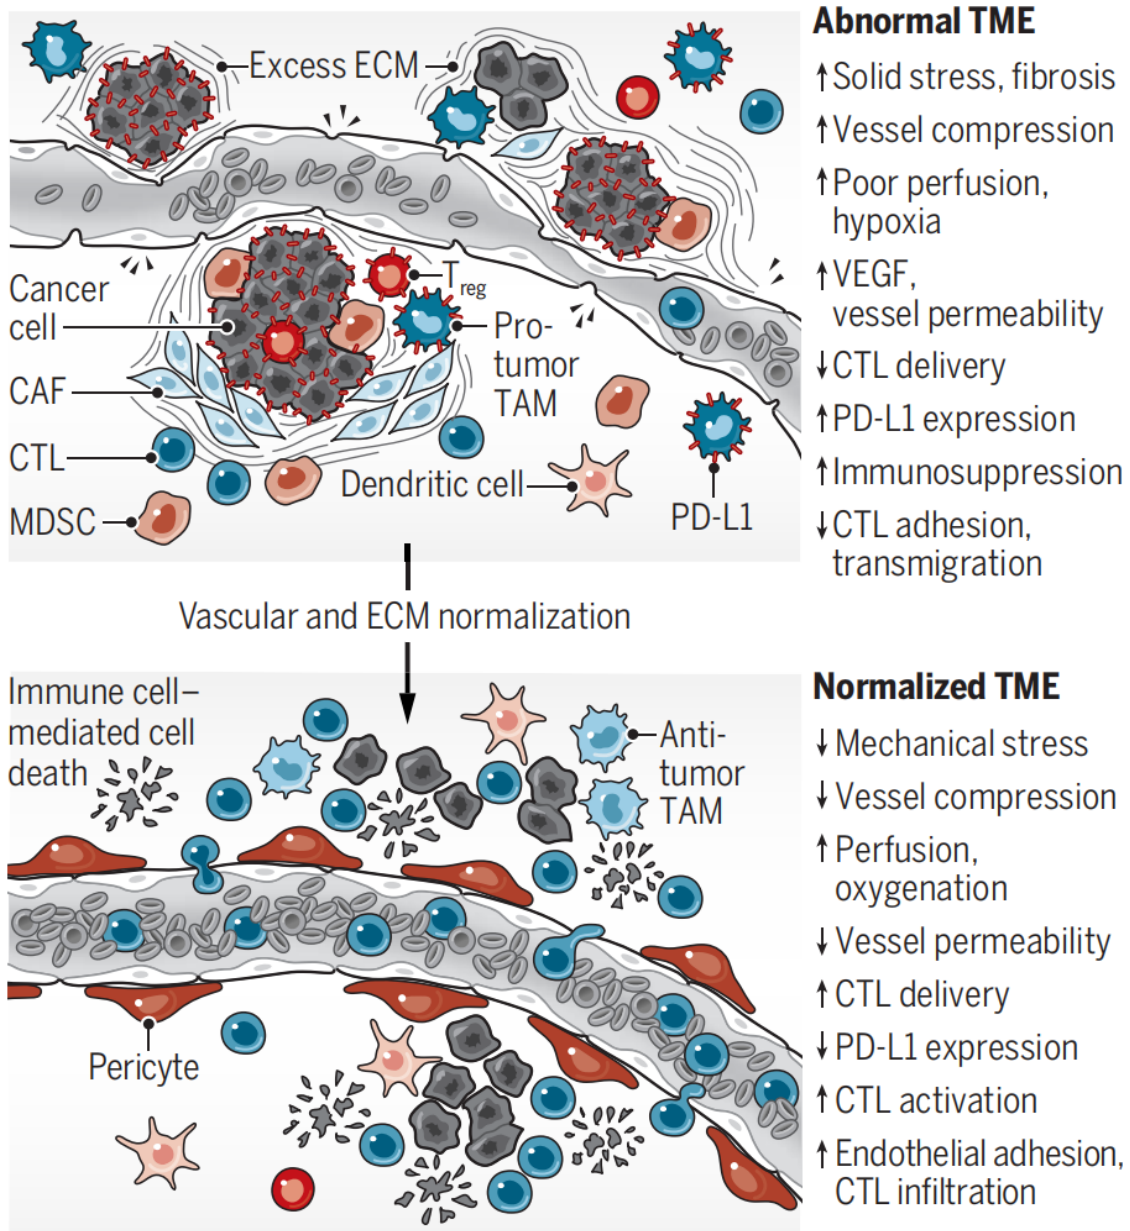 Abnormal TME
↑ Solid stress, fibrosis
↑ Vessel compression
↑ Poor perfusion,
hypoxia
↑ VEGF,
vessel permeability
↓ CTL delivery
↑ PD-L1 expression
↑ Immunosuppression
↓ CTL adhesion,
transmigration
Excess ECM
Cancer
cell
CAF
CTL
MDSC
Treg
Pro-
tumor
TAM
Dendritic cell
PD-L1
Vascular and ECM normalization
Immune cell–
mediated cell
death
Anti-
tumor
TAM
Pericyte
Normalized TME
↓ Mechanical stress
↓ Vessel compression
↑ Perfusion,
oxygenation
↓ Vessel permeability
↑ CTL delivery
↓ PD-L1 expression
↑ CTL activation
↑ Endothelial adhesion,
CTL infiltration